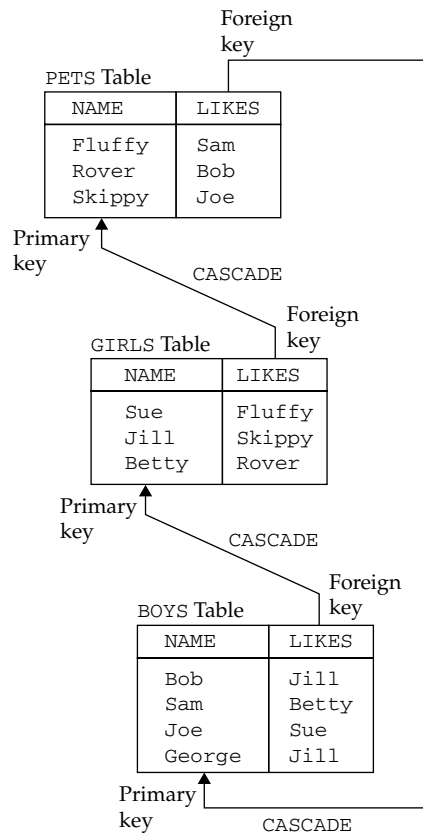 Foreign
key
PETS Table
NAME LIKES
Fluffy Sam
Rover Bob
Skippy Joe
Primary
key
CASCADE
Foreign
key
GIRLS Table
NAME LIKES
Sue Fluffy
Jill Skippy
Betty Rover
Primary
key
CASCADE
Foreign
key
BOYS Table
NAME LIKES
Bob Jill
Sam Betty
Joe Sue
George Jill
Primary
key
CASCADE